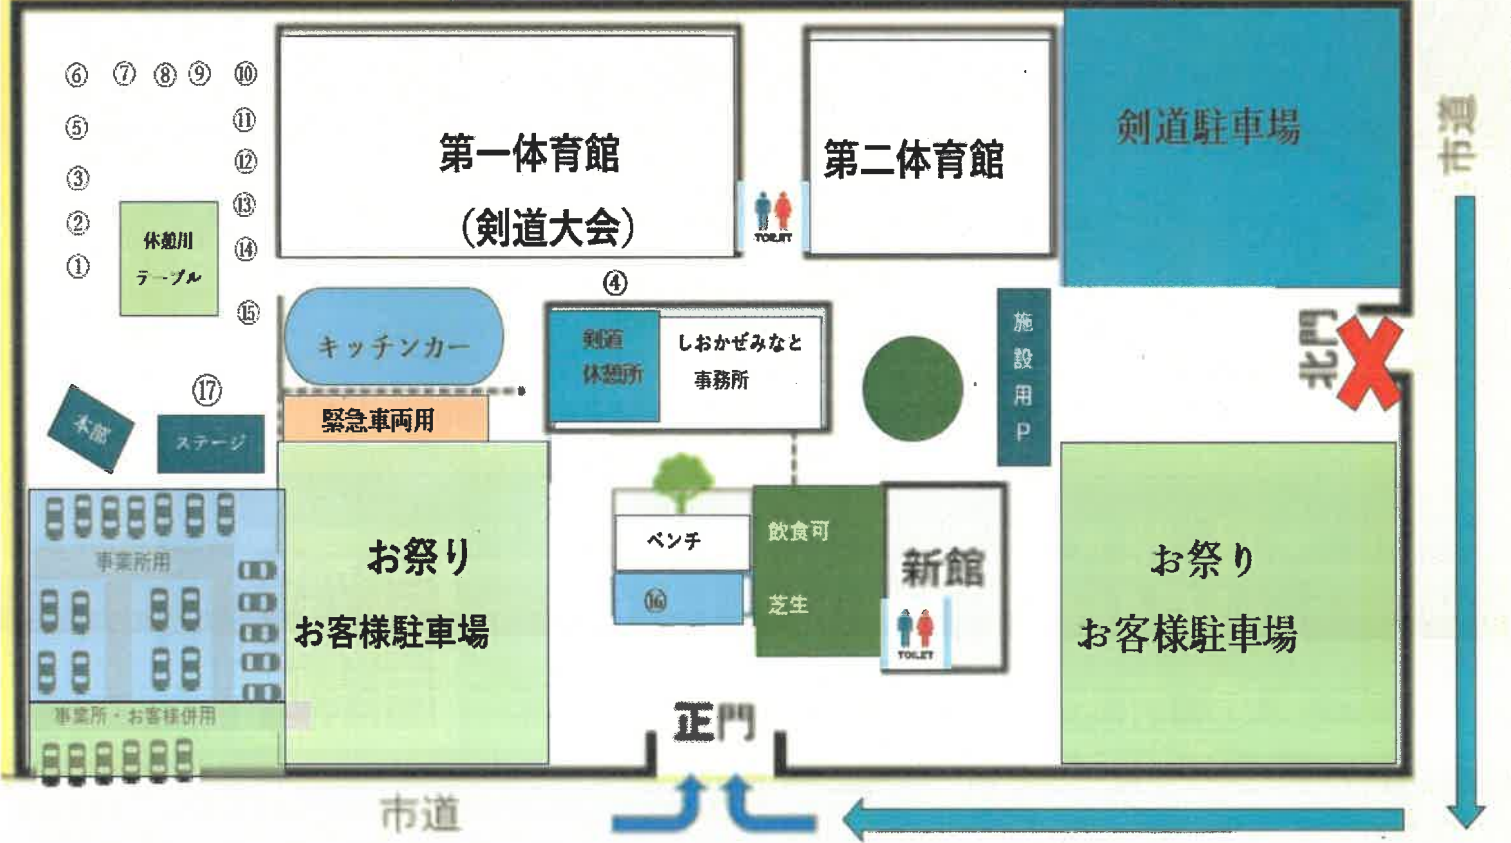 ⑥ ⑦ ⑧ ⑨ ⑩
⑤
⑪
③
⑫
②
⑬
①
⑭
⑮
休憩用
テーブル
第一体育館
（剣道大会）
TOILET
第二体育館
剣道駐車場
市道
④
キッチンカー
緊急車両用
剣道
休憩所
しおかぜみなと
事務所
施設用P
北門
⑰
本部
ステージ
事業所用
事業所・お客様併用
お祭り
お客様駐車場
ベンチ
⑯
飲食可
芝生
新館
TOILET
お祭り
お客様駐車場
正門
市道